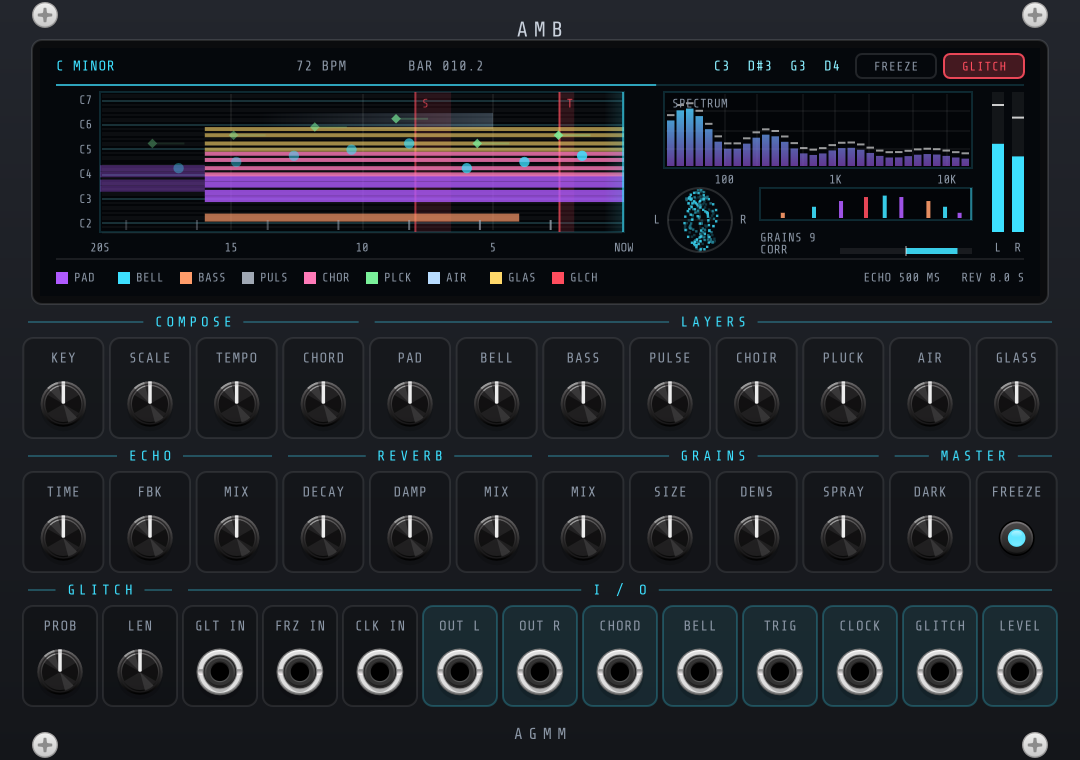 AMB
C MINOR 72 BPM BAR 010.2 C3 D#3 G3 D4 FREEZE GLITCH
C7
C6
C5
C4
C3
C2
S T
20S 15 10 5 NOW
SPECTRUM
100 1K 10K
L R
GRAINS 9
CORR
L R
PAD BELL BASS PULS CHOR PLCK AIR GLAS GLCH ECHO 500 MS REV 8.0 S
COMPOSE LAYERS
KEY SCALE TEMPO CHORD PAD BELL BASS PULSE CHOIR PLUCK AIR GLASS
ECHO REVERB GRAINS MASTER
TIME FBK MIX DECAY DAMP MIX MIX SIZE DENS SPRAY DARK FREEZE
GLITCH I / O
PROB LEN GLT IN FRZ IN CLK IN OUT L OUT R CHORD BELL TRIG CLOCK GLITCH LEVEL
AGMM